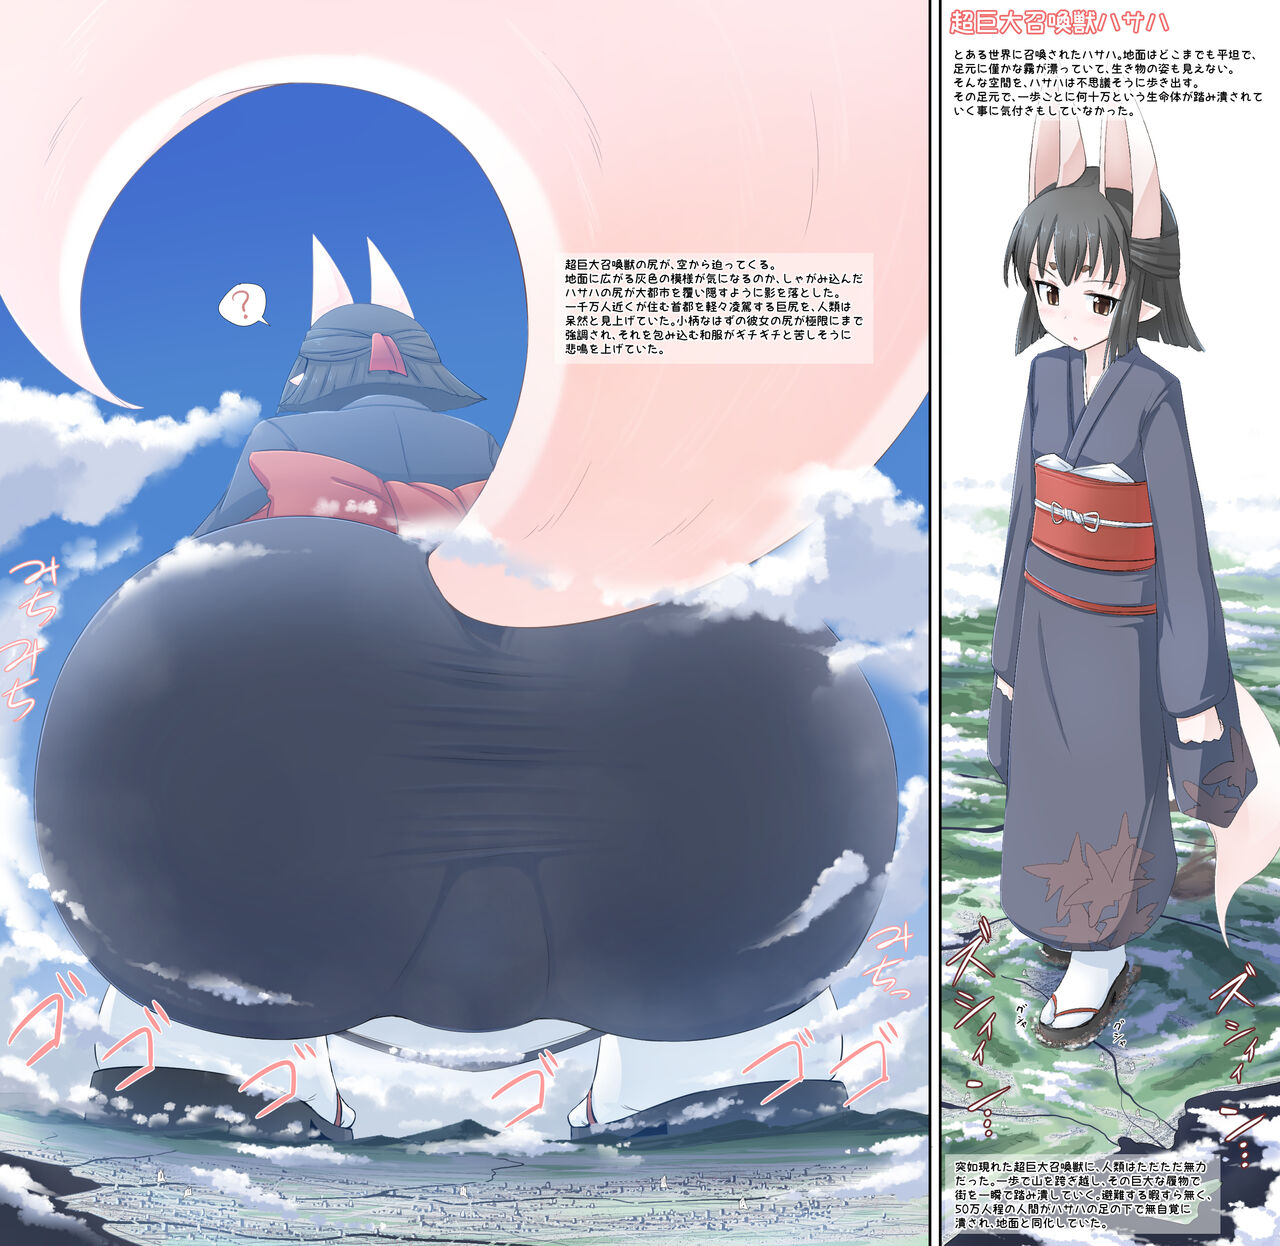 超巨大召喚獣ハサハ
とある世界に召喚されたハサハ。地面はどこまでも平坦で、
足元に僅かな霧が漂っていて、生き物の姿も見えない。
そんな空間を、ハサハは不思議そうに歩き出す。
その足元で、一歩ごとに何十万という生命体が踏み潰されて
いく事に気付きもしていなかった。
超巨大召喚獣の尻が、空から迫ってくる。
地面に広がる灰色の模様が気になるのか、しゃがみ込んだ
ハサハの尻が大都市を覆い隠すように影を落とした。
一千万人近くが住む首都を軽々凌駕する巨尻を、人類は
呆然と見上げていた。小柄なはずの彼女の尻が極限にまで
強調され、それを包み込む和服がギチギチと苦しそうに
悲鳴を上げていた。
?
みち
みち
みちっ
ゴゴゴ
ゴゴゴ
ズシィィン…
ズシィィン…
グシャ
グシャ
突如現れた超巨大召喚獣に、人類はただただ無力
だった。一歩で山を跨ぎ越し、その巨大な履物で
街を一瞬で踏み潰していく。避難する暇すら無く、
50万人程の人間がハサハの足の下で無自覚に
潰され、地面と同化していた。